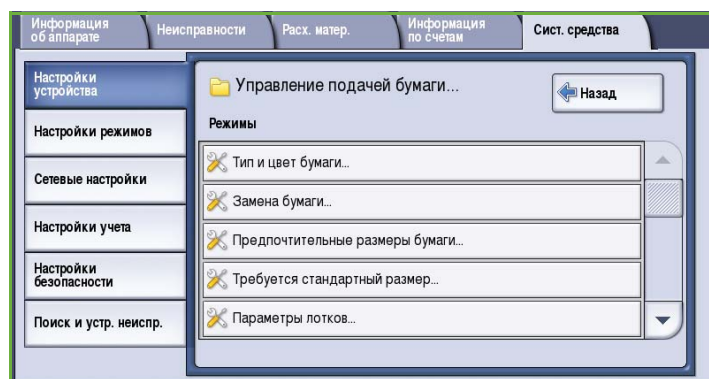 Информация
об аппарате
Неисправности
Расх. матер.
Информация
по счетам
Сист. средства
Настройки
устройства
Настройки режимов
Сетевые настройки
Настройки учета
Настройки
безопасности
Поиск и устр. неиспр.
Управление подачей бумаги...
Назад
Режимы
Тип и цвет бумаги...
Замена бумаги...
Предпочтительные размеры бумаги...
Требуется стандартный размер...
Параметры лотков...